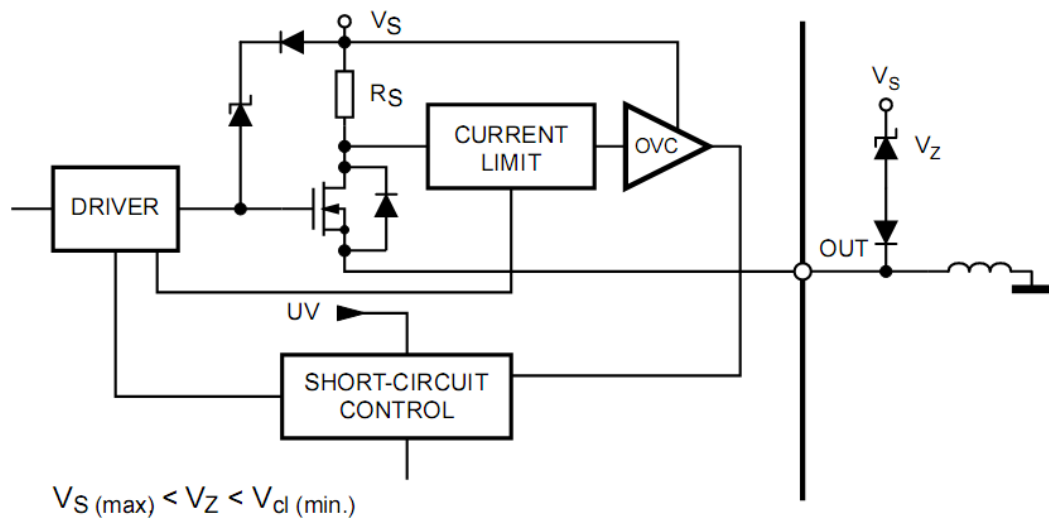 VS
RS
CURRENT
LIMIT
OVC
VS
VZ
DRIVER
OUT
UV
SHORT-CIRCUIT
CONTROL
VS (max) < VZ < Vcl (min.)